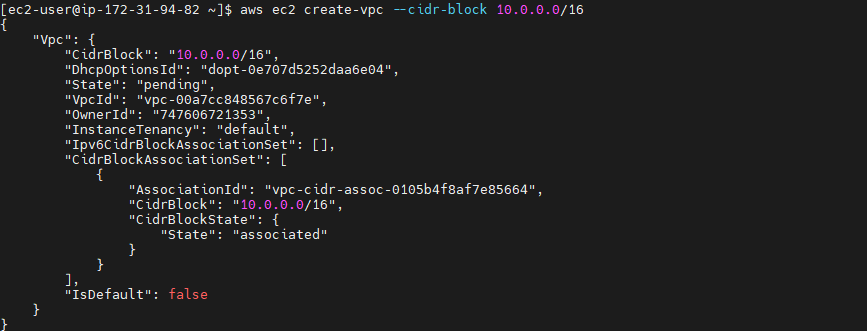 [ec2-user@ip-172-31-94-82 ~]$ aws ec2 create-vpc --cidr-block 10.0.0.0/16
{
    "Vpc": {
        "CidrBlock": "10.0.0.0/16",
        "DhcpOptionsId": "dopt-0e707d5252daa6e04",
        "State": "pending",
        "VpcId": "vpc-00a7cc848567c6f7e",
        "OwnerId": "747606721353",
        "InstanceTenancy": "default",
        "Ipv6CidrBlockAssociationSet": [],
        "CidrBlockAssociationSet": [
            {
                "AssociationId": "vpc-cidr-assoc-0105b4f8af7e85664",
                "CidrBlock": "10.0.0.0/16",
                "CidrBlockState": {
                    "State": "associated"
                }
            }
        ],
        "IsDefault": false
    }
}